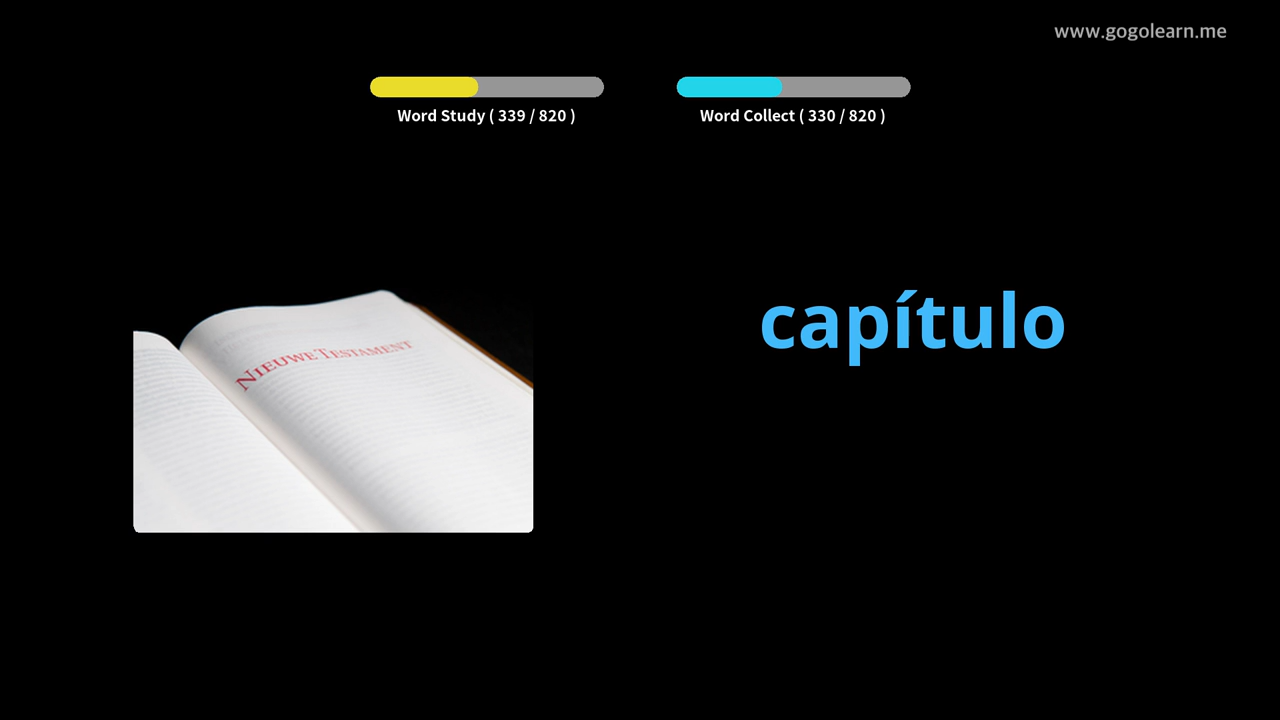 www.gogolearn.me
Word Study ( 339 / 820 )
Word Collect ( 330 / 820 )
capítulo
NIEUWE TESTAMENT